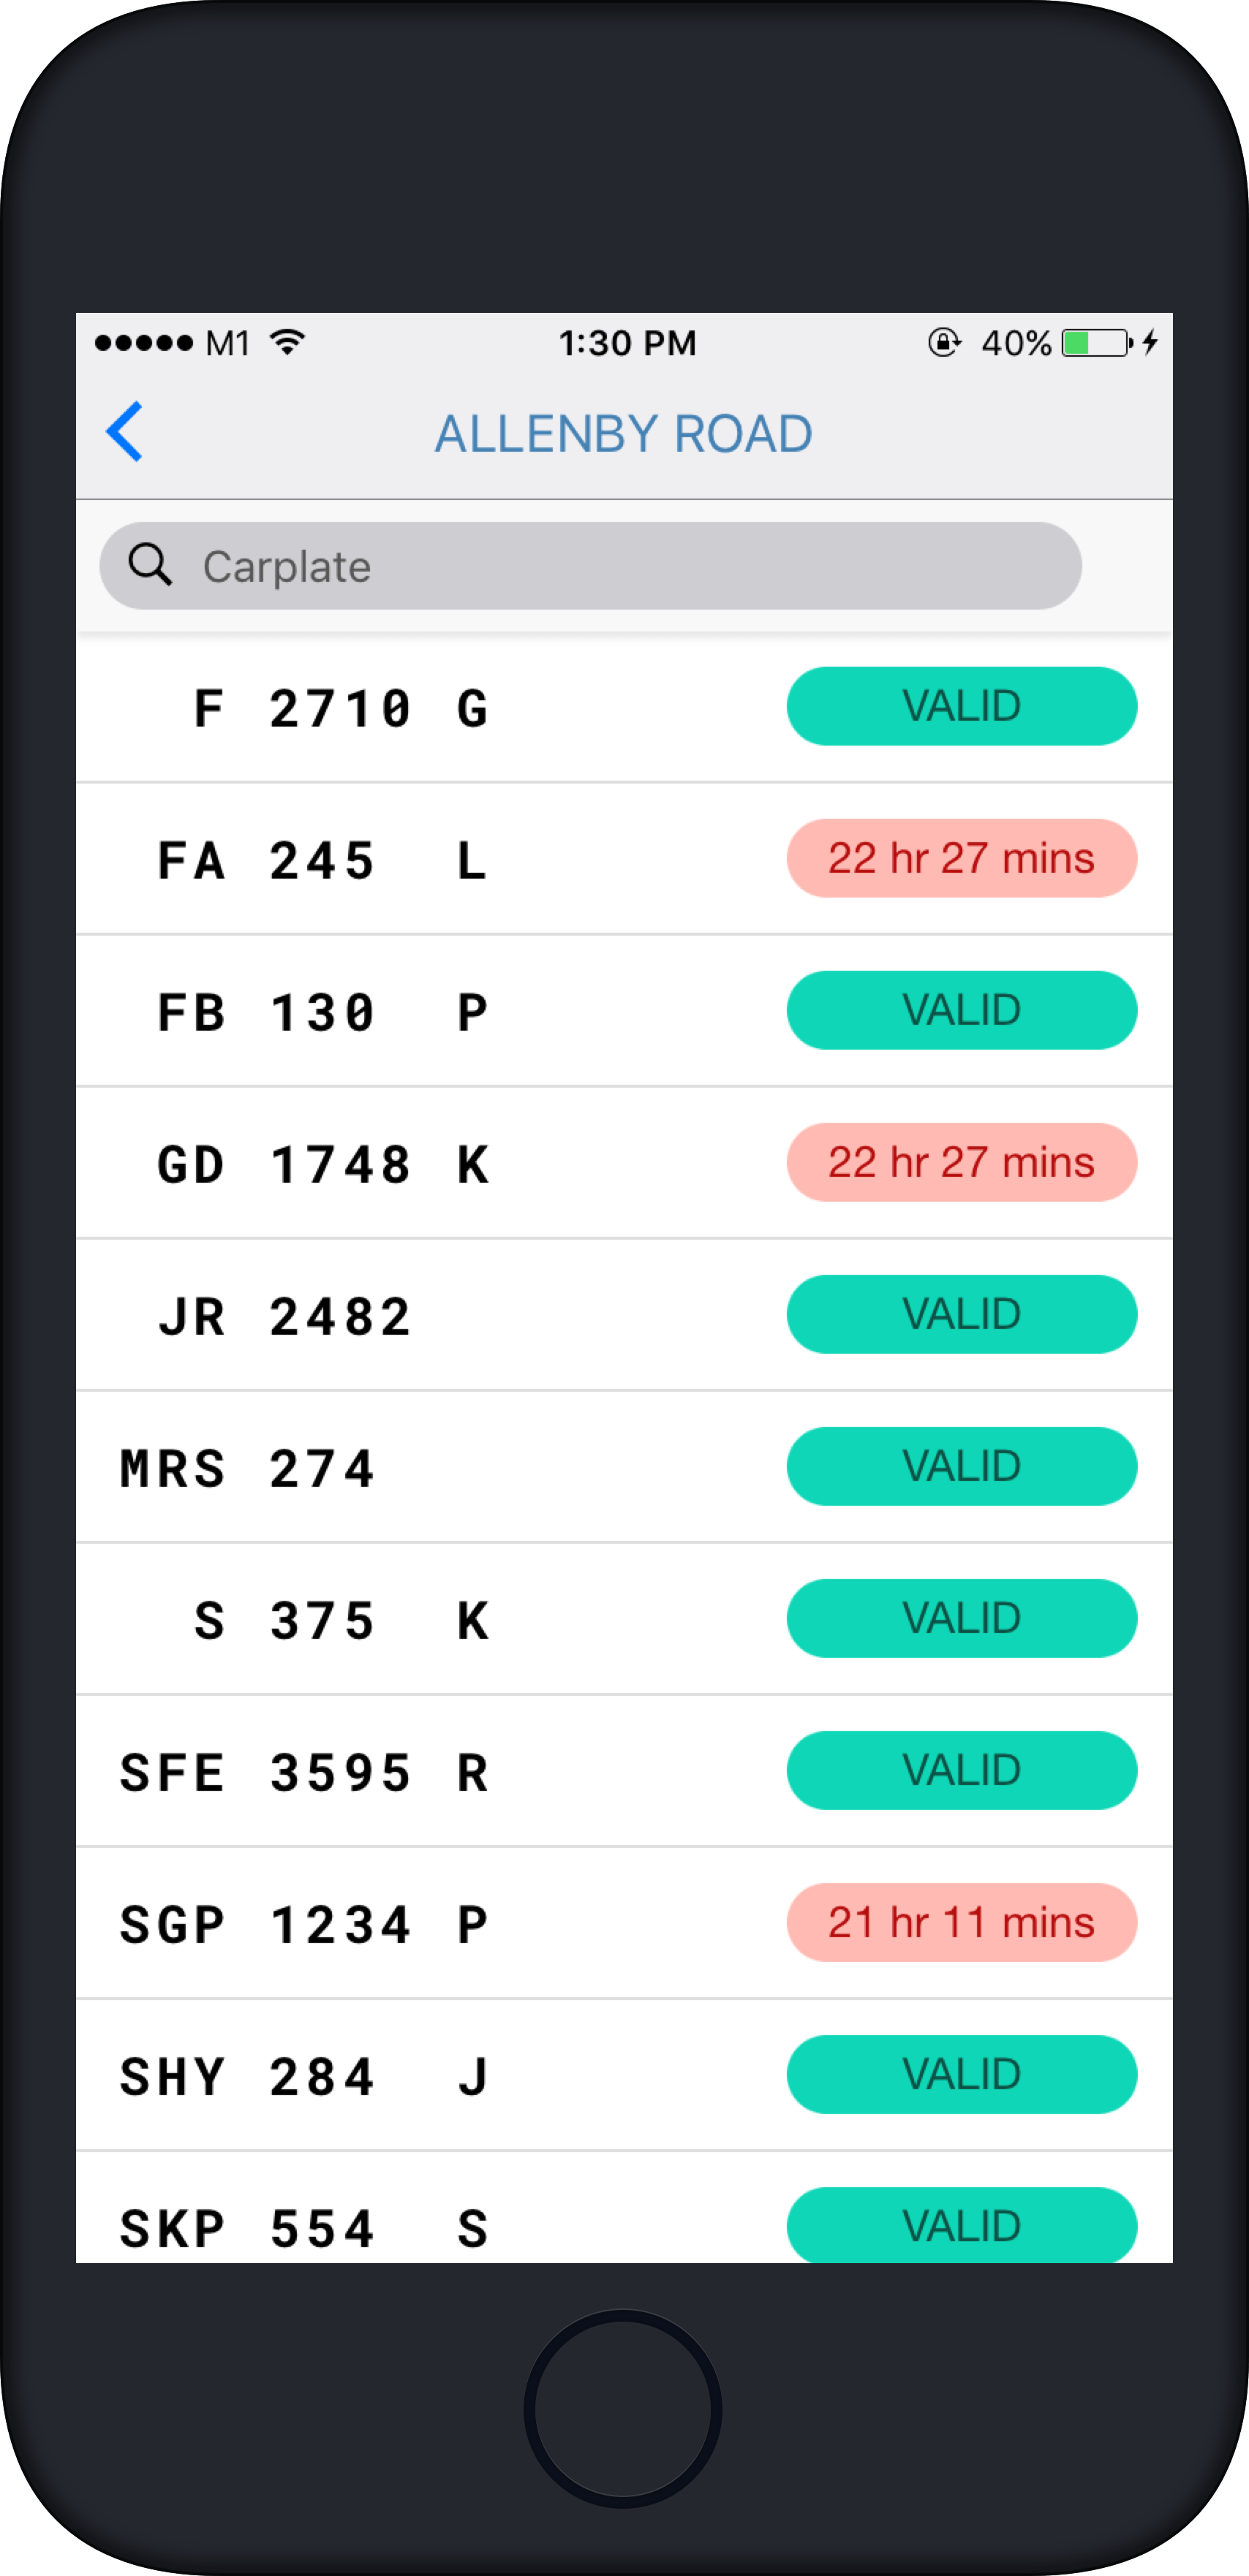 M1 1:30 PM 40%
ALLENBY ROAD
Carplate
F 2710 G VALID
FA 245 L 22 hr 27 mins
FB 130 P VALID
GD 1748 K 22 hr 27 mins
JR 2482 VALID
MRS 274 VALID
S 375 K VALID
SFE 3595 R VALID
SGP 1234 P 21 hr 11 mins
SHY 284 J VALID
SKP 554 S VALID